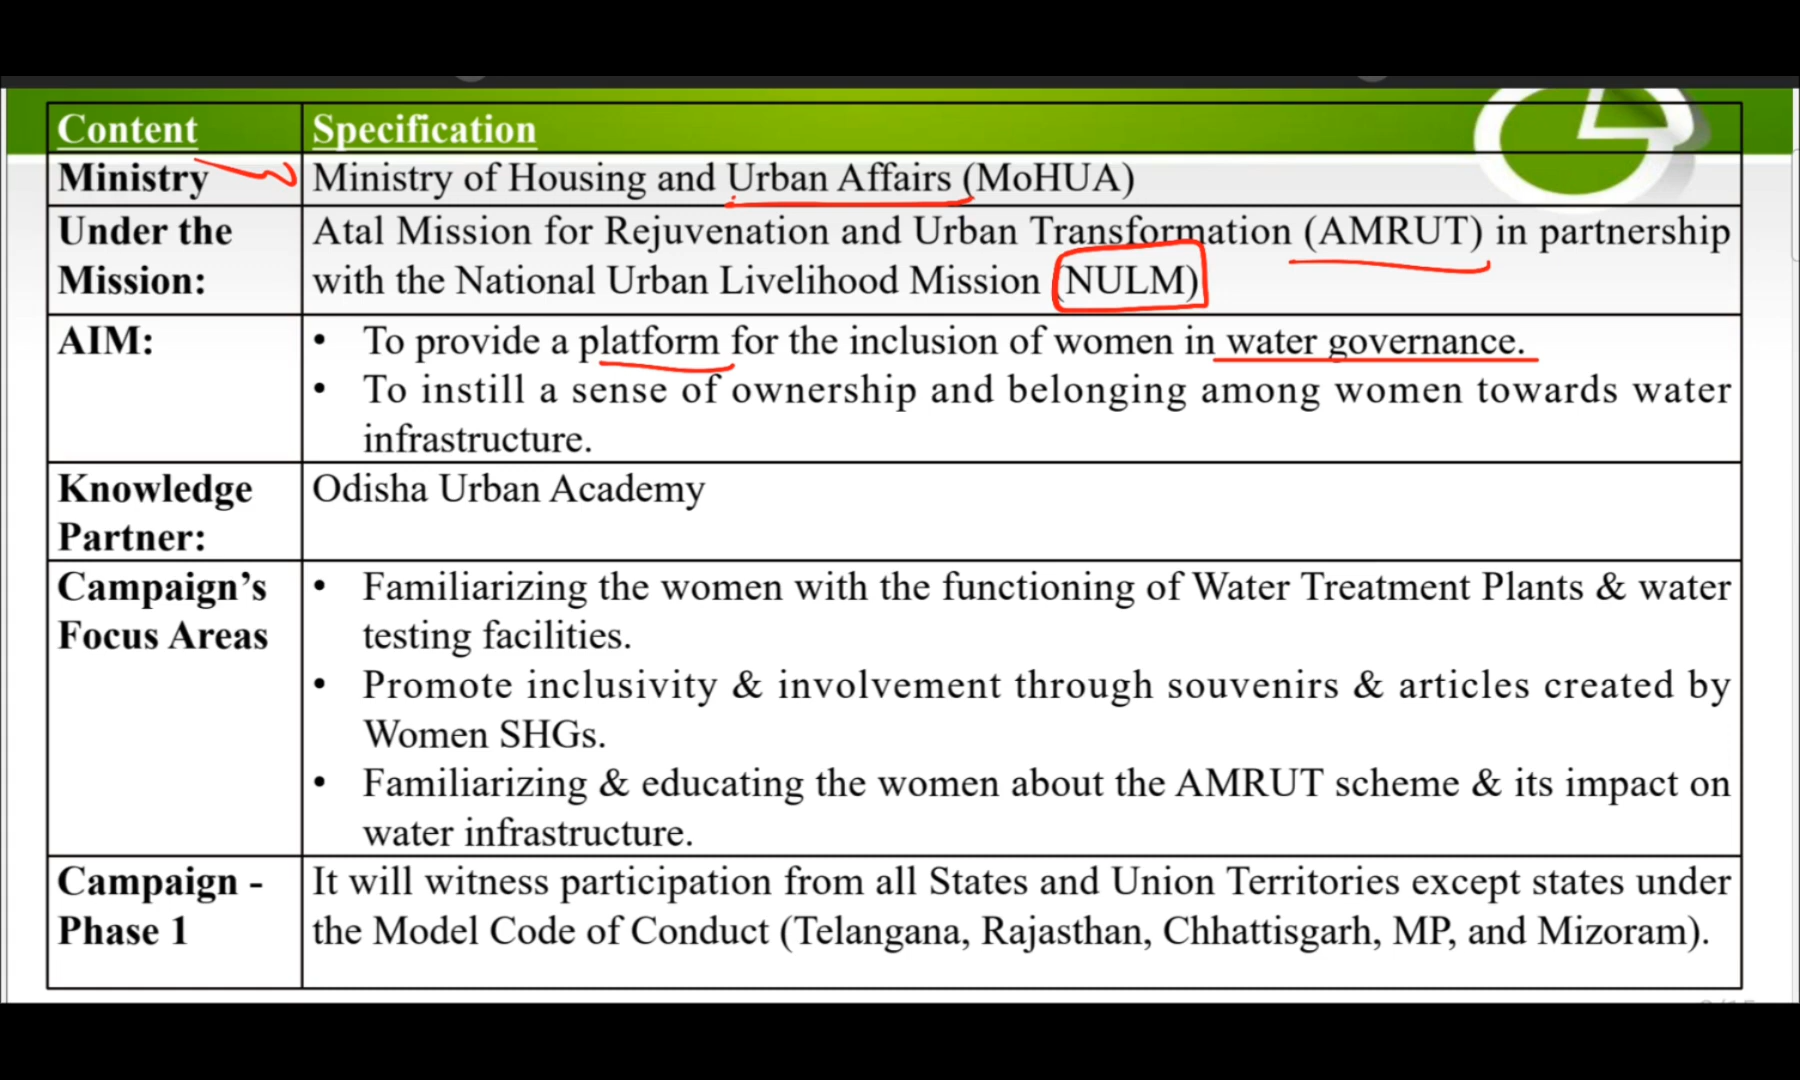 Content Specification
Ministry Ministry of Housing and Urban Affairs (MoHUA)
Under the Mission: Atal Mission for Rejuvenation and Urban Transformation (AMRUT) in partnership
with the National Urban Livelihood Mission (NULM)
AIM: • To provide a platform for the inclusion of women in water governance.
• To instill a sense of ownership and belonging among women towards water
infrastructure.
Knowledge Partner: Odisha Urban Academy
Campaign’s Focus Areas • Familiarizing the women with the functioning of Water Treatment Plants & water
testing facilities.
• Promote inclusivity & involvement through souvenirs & articles created by
Women SHGs.
• Familiarizing & educating the women about the AMRUT scheme & its impact on
water infrastructure.
Campaign - Phase 1 It will witness participation from all States and Union Territories except states under
the Model Code of Conduct (Telangana, Rajasthan, Chhattisgarh, MP, and Mizoram).